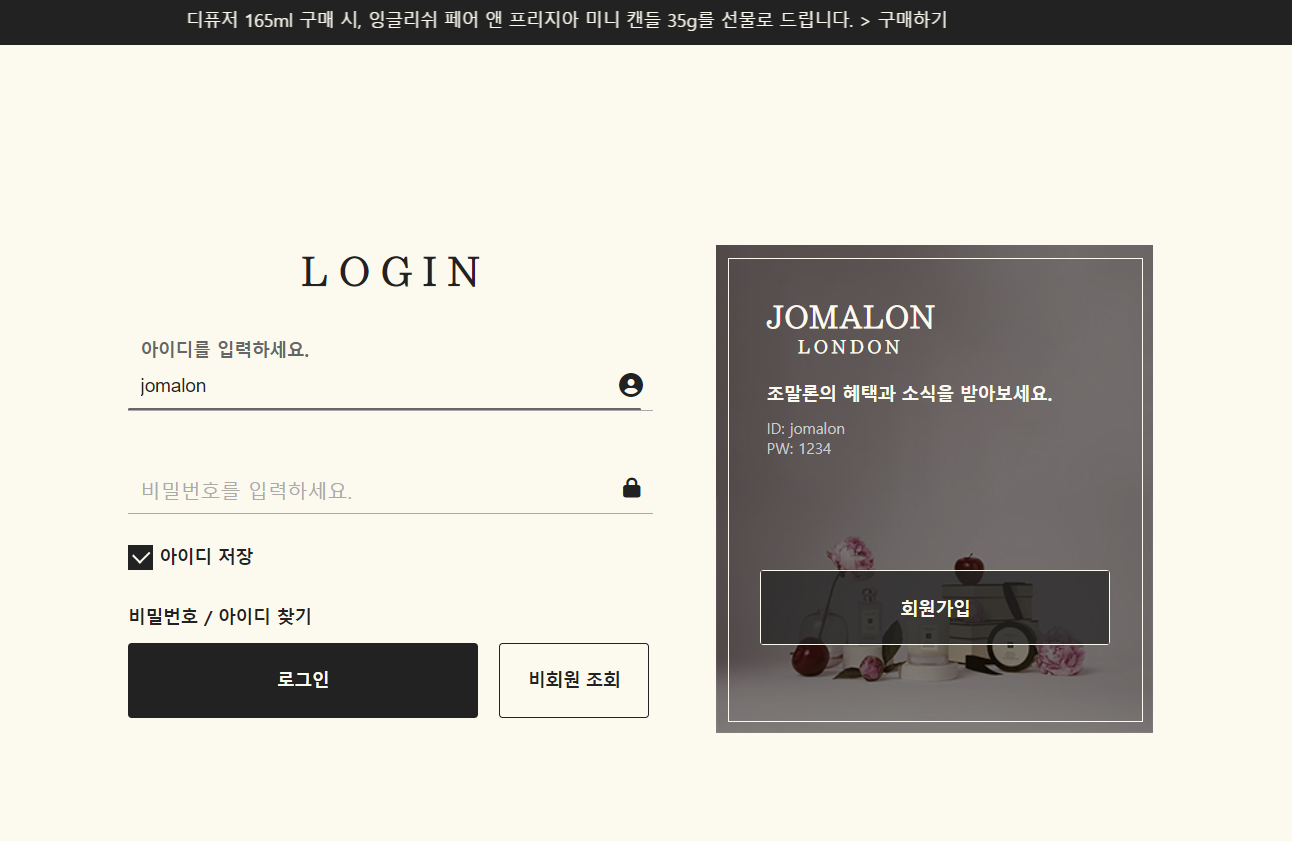 디퓨저 165ml 구매 시, 잉글리쉬 페어 앤 프리지아 미니 캔들 35g를 선물로 드립니다. > 구매하기
LOGIN
아이디를 입력하세요.
jomalon
비밀번호를 입력하세요.
아이디 저장
비밀번호 / 아이디 찾기
로그인
비회원 조회
JOMALON
LONDON
조말론의 혜택과 소식을 받아보세요.
ID: jomalon
PW: 1234
회원가입